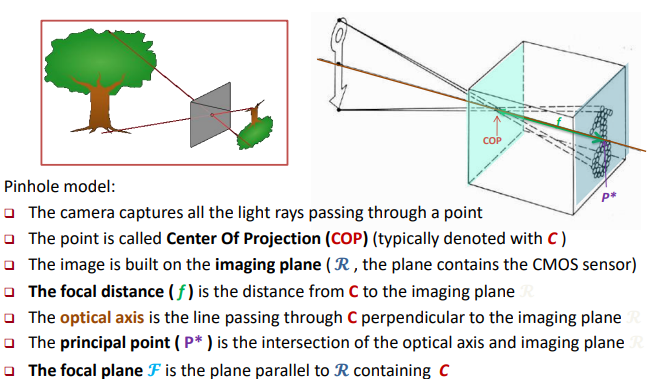 f
COP
P*
Pinhole model:
❑ The camera captures all the light rays passing through a point
❑ The point is called Center Of Projection (COP) (typically denoted with C )
❑ The image is built on the imaging plane ( ℛ , the plane contains the CMOS sensor)
❑ The focal distance ( f ) is the distance from C to the imaging plane ℛ
❑ The optical axis is the line passing through C perpendicular to the imaging plane ℛ
❑ The principal point ( P* ) is the intersection of the optical axis and imaging plane ℛ
❑ The focal plane ℱ is the plane parallel to ℛ containing C